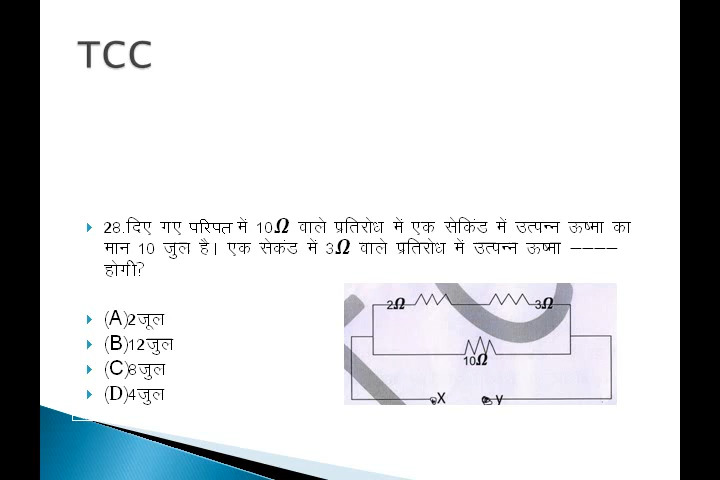 TCC
28.दिए गए परिपत में 10Ω वाले प्रतिरोध में एक सेकिंड में उत्पन्न ऊष्मा का
मान 10 जुल है। एक सेकंड में 3Ω वाले प्रतिरोध में उत्पन्न ऊष्मा ----
होगी?
(A)2जूल
(B)12जुल
(C)8जुल
(D)4जुल
2Ω 3Ω
10Ω
X y